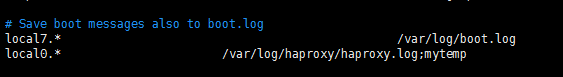 # Save boot messages also to boot.log
local7.* /var/log/boot.log
local0.* /var/log/haproxy/haproxy.log;mytemp